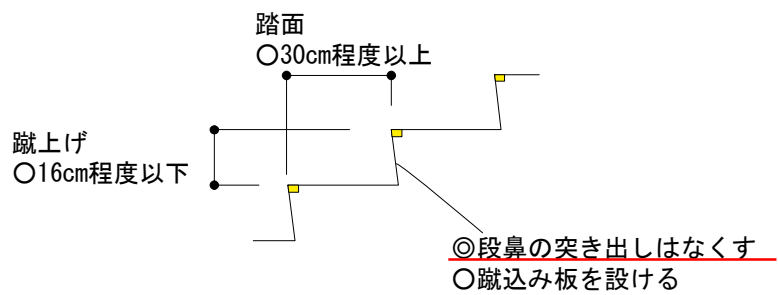 踏面
○30cm程度以上
蹴上げ
○16cm程度以下
◎段鼻の突き出しはなくす
○蹴込み板を設ける